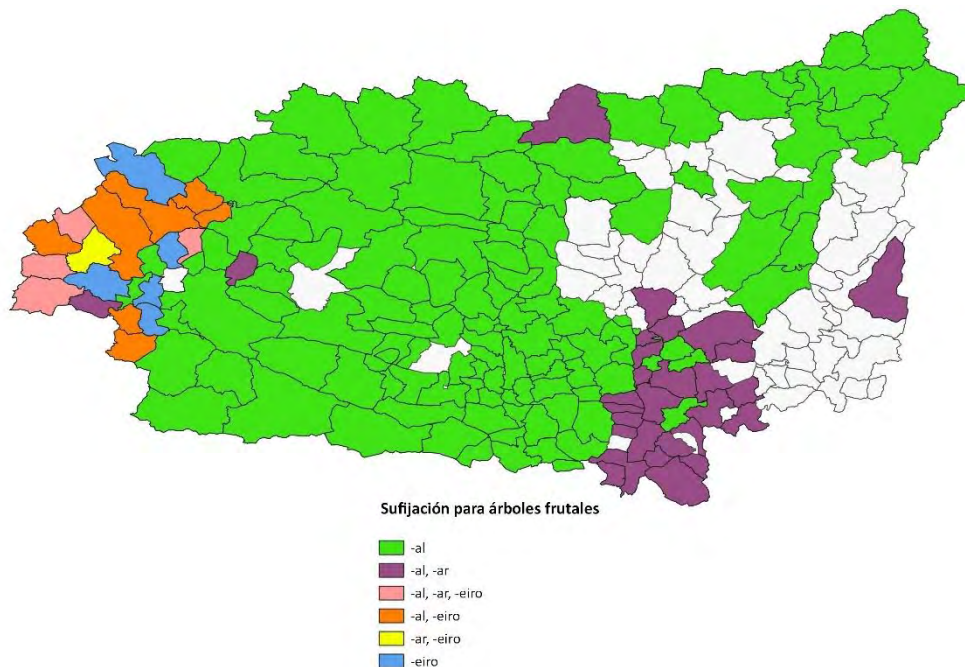 Sufijación para árboles frutales
-al
-al, -ar
-al, -ar, -eiro
-al, -eiro
-ar, -eiro
-eiro